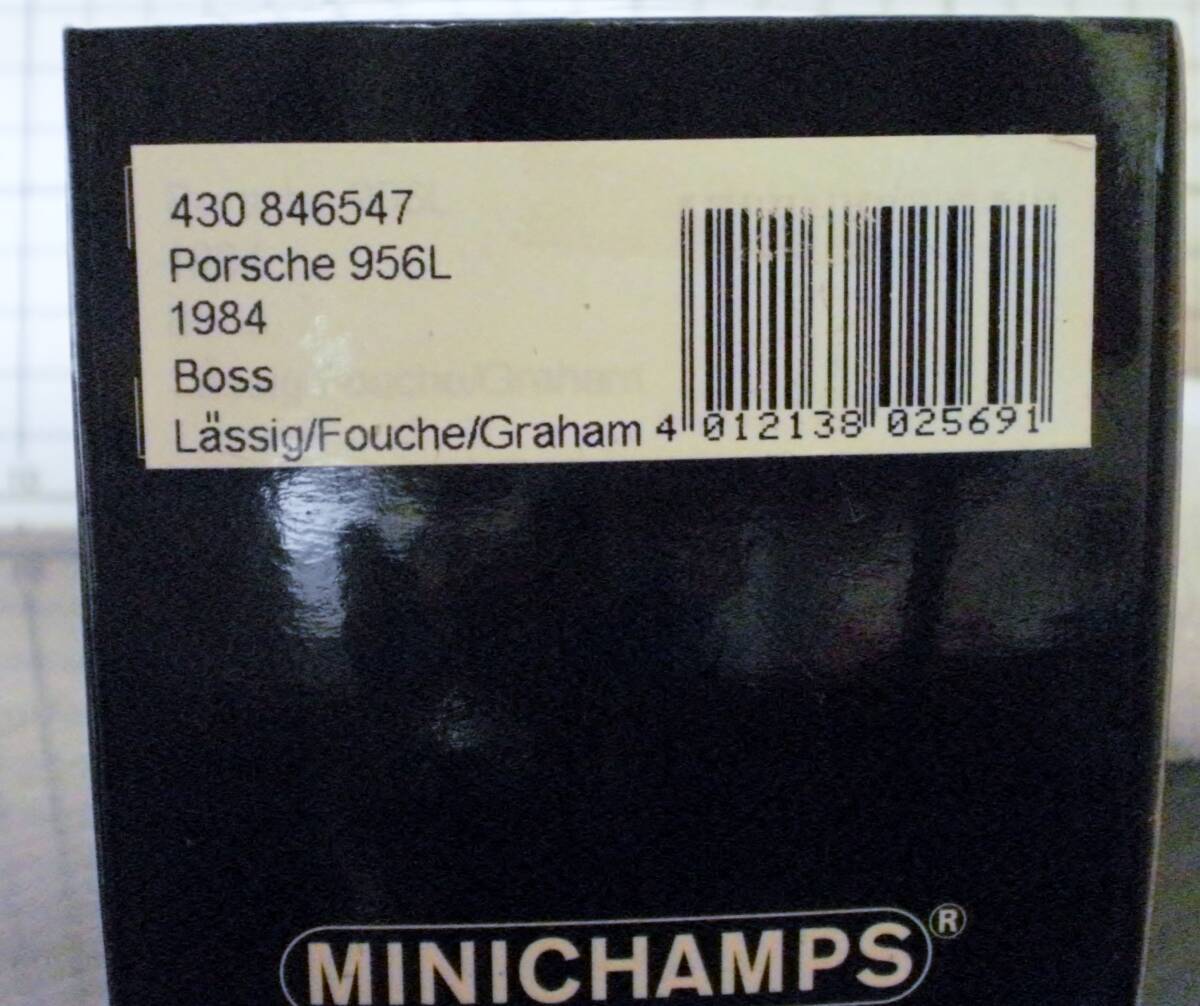 430 846547
Porsche 956L
1984
Boss
Lässig/Fouche/Graham
4 012138 025691
MINICHAMPS®